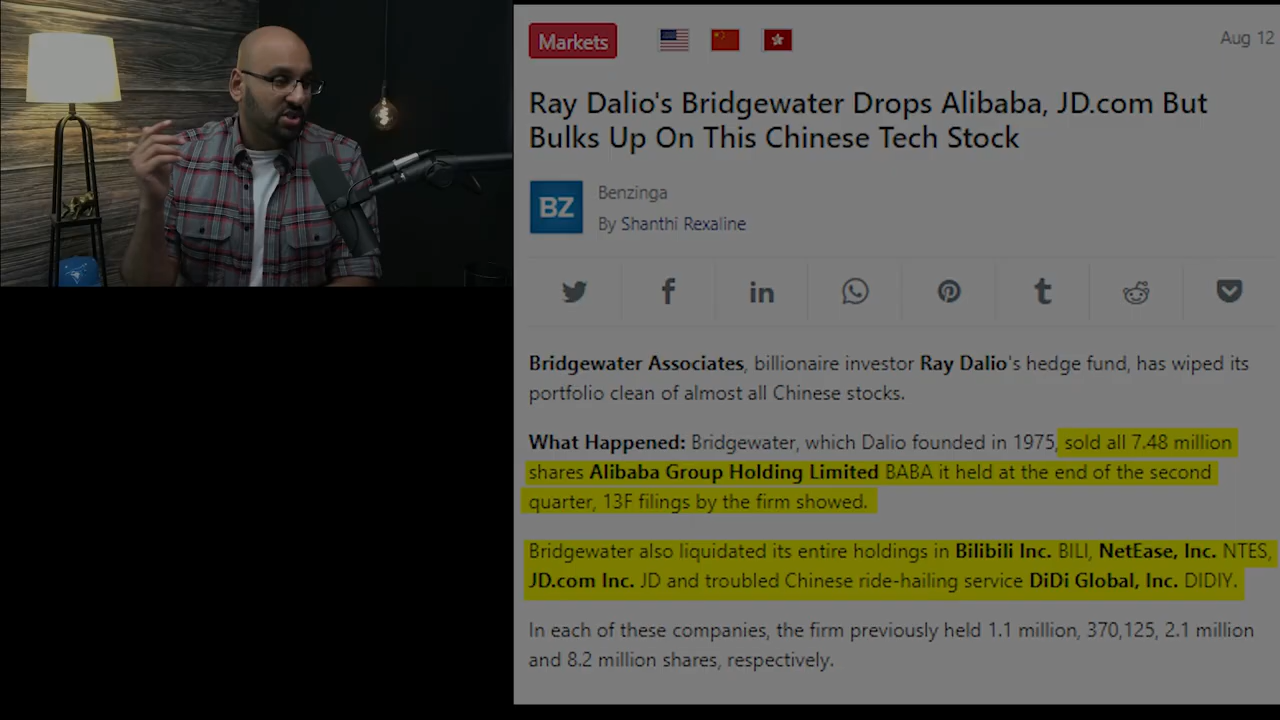 Markets
Aug 12
Ray Dalio's Bridgewater Drops Alibaba, JD.com But
Bulks Up On This Chinese Tech Stock
BZ
Benzinga
By Shanthi Rexaline
Bridgewater Associates, billionaire investor Ray Dalio's hedge fund, has wiped its
portfolio clean of almost all Chinese stocks.
What Happened: Bridgewater, which Dalio founded in 1975, sold all 7.48 million
shares Alibaba Group Holding Limited BABA it held at the end of the second
quarter, 13F filings by the firm showed.
Bridgewater also liquidated its entire holdings in Bilibili Inc. BILI, NetEase, Inc. NTES,
JD.com Inc. JD and troubled Chinese ride-hailing service DiDi Global, Inc. DIDIY.
In each of these companies, the firm previously held 1.1 million, 370,125, 2.1 million
and 8.2 million shares, respectively.